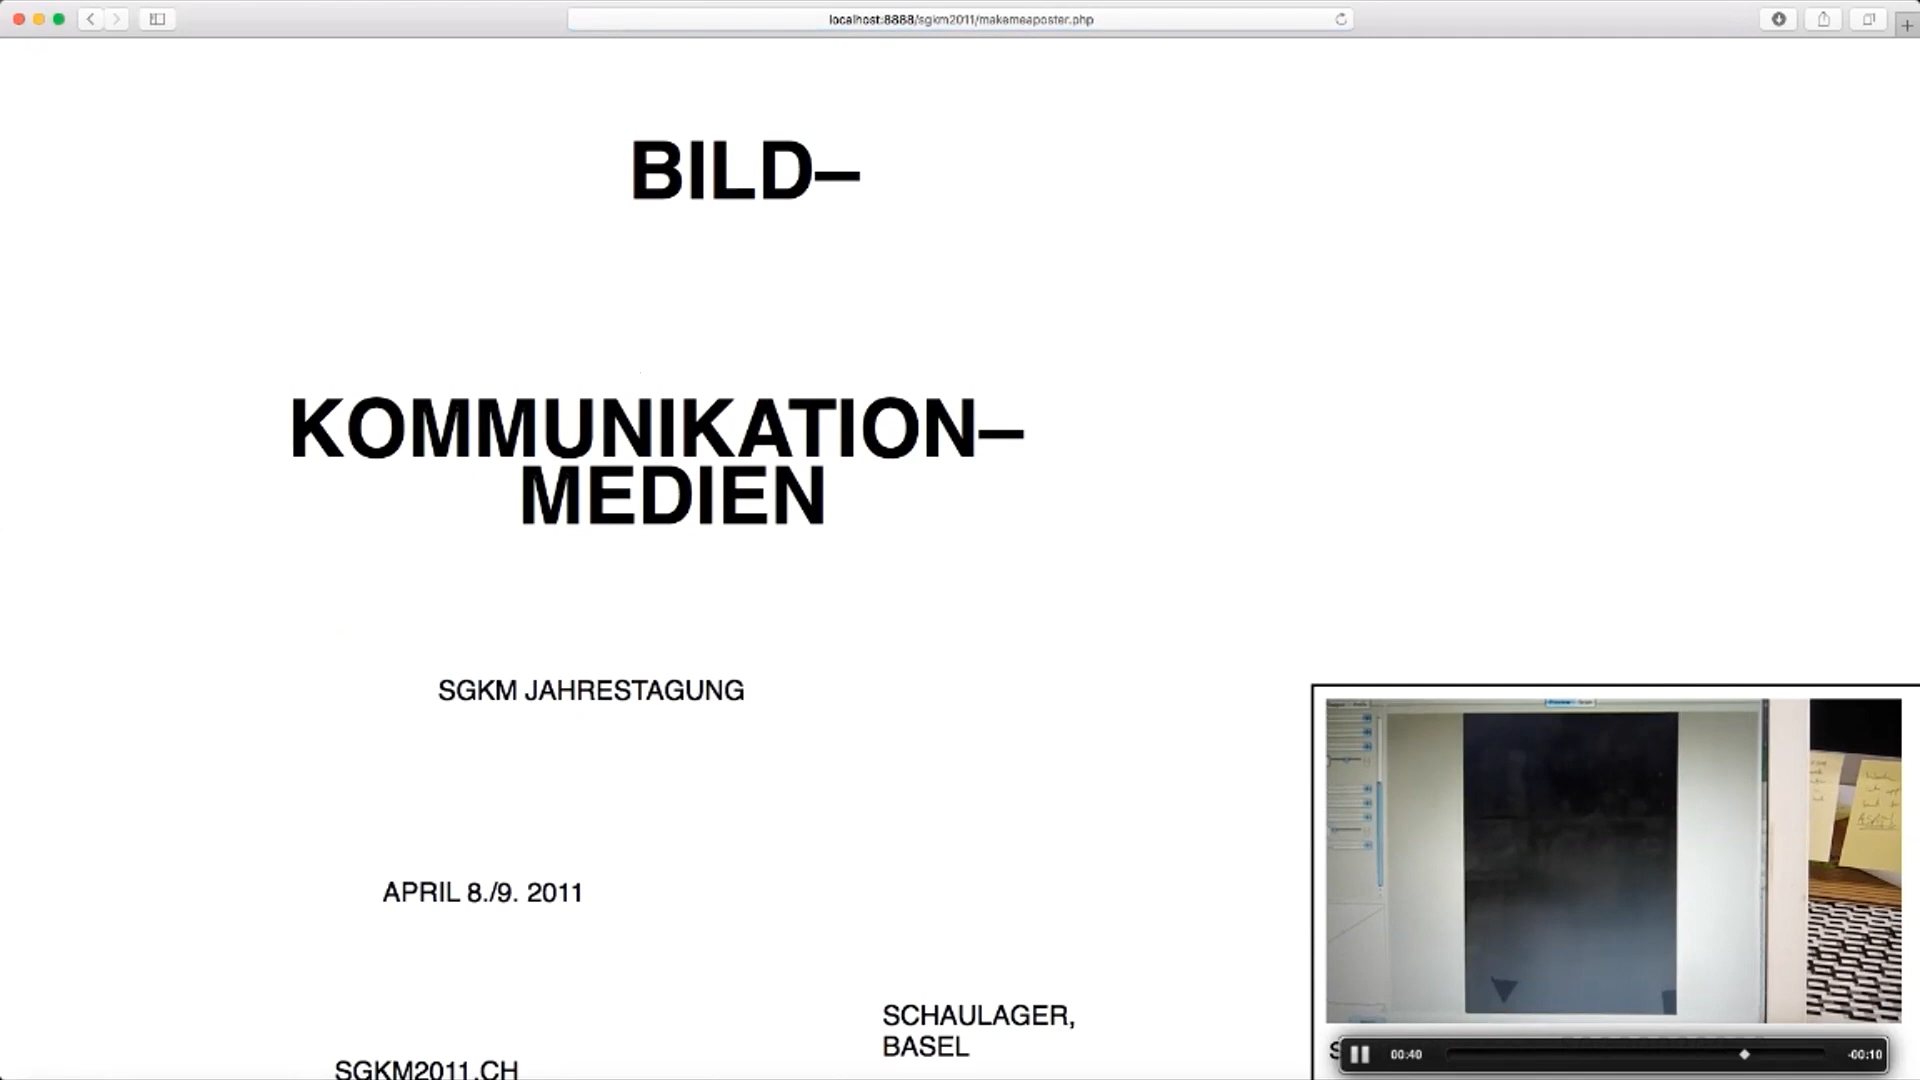 localhost:8888/sgkm2011/makemeaposter.php
BILD–
KOMMUNIKATION–
MEDIEN
SGKM JAHRESTAGUNG
APRIL 8./9. 2011
SCHAULAGER,
BASEL
SGKM2011.CH
00:40
-00:10